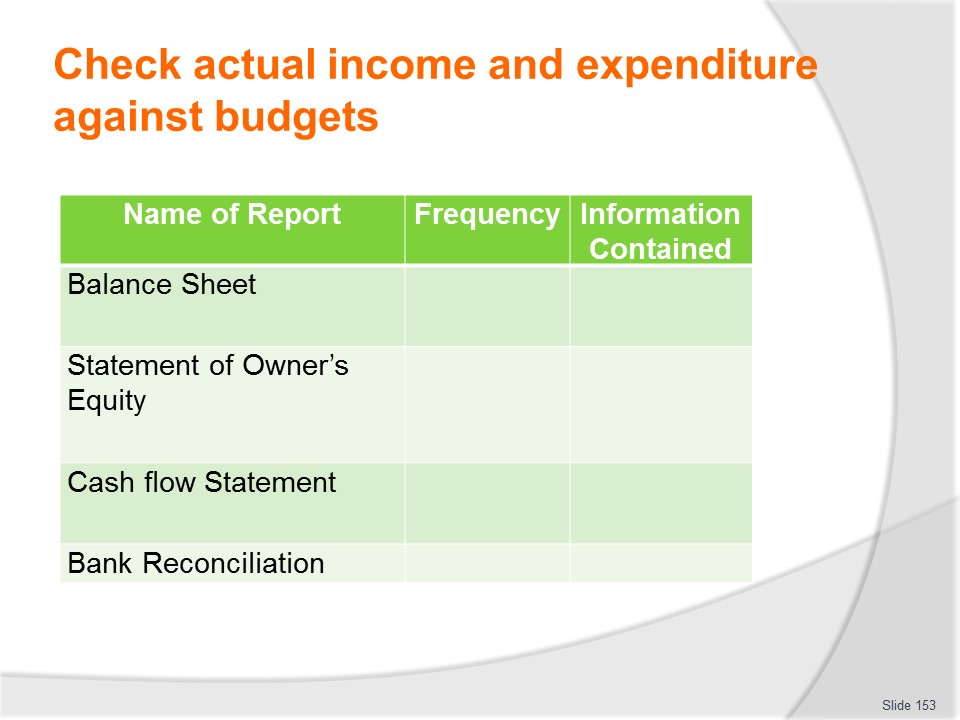 Check actual income and expenditure
against budgets
Name of Report Frequency Information
Contained
Balance Sheet
Statement of Owner’s
Equity
Cash flow Statement
Bank Reconciliation
Slide 153